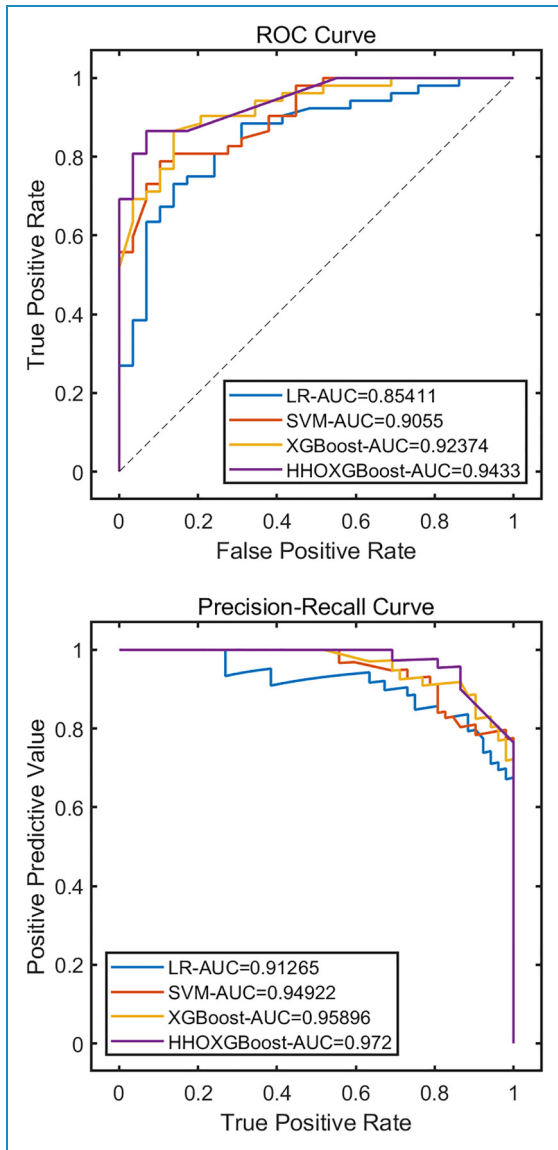 ROC Curve
1
0.8
0.6
0.4
0.2
0
True Positive Rate
LR-AUC=0.85411
SVM-AUC=0.9055
XGBoost-AUC=0.92374
HHOXGBoost-AUC=0.9433
0 0.2 0.4 0.6 0.8 1
False Positive Rate
Precision-Recall Curve
1
0.8
0.6
0.4
0.2
0
Positive Predictive Value
LR-AUC=0.91265
SVM-AUC=0.94922
XGBoost-AUC=0.95896
HHOXGBoost-AUC=0.972
0 0.2 0.4 0.6 0.8 1
True Positive Rate